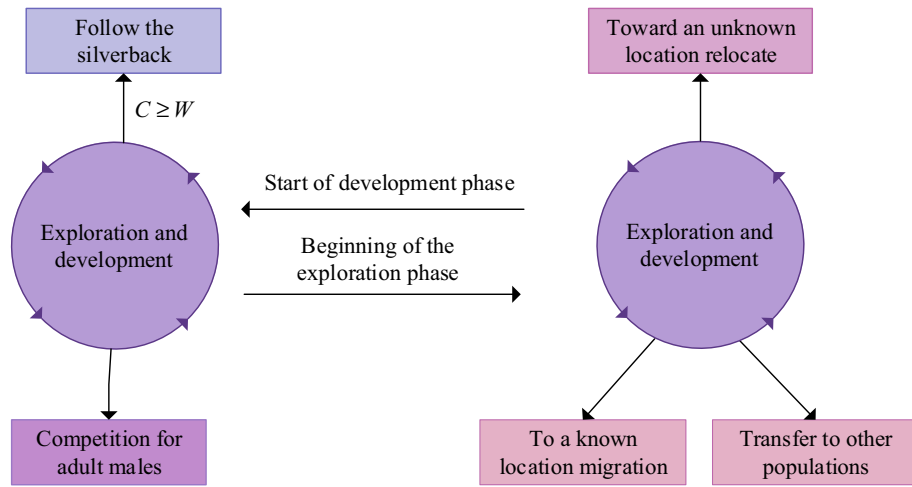 Follow the
silverback
Toward an unknown
location relocate
C ≥ W
Exploration and
development
Start of development phase
Beginning of the
exploration phase
Exploration and
development
Competition for
adult males
To a known
location migration
Transfer to other
populations